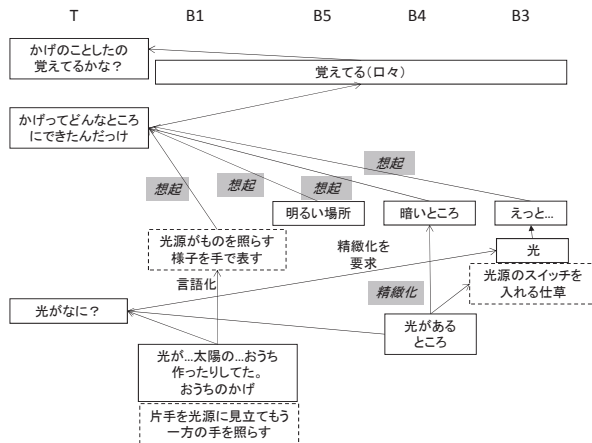 T B1 B5 B4 B3
かげのことしたの
覚えてるかな？
覚えてる（口々）
かげってどんなところ
にできたんだっけ
想起
想起
想起
想起
明るい場所
暗いところ
えっと…
光源がものを照らす
様子を手で表す
精緻化を
要求
光
言語化
光源のスイッチを
入れる仕草
精緻化
光がなに？
光がある
ところ
光が…太陽の…おうち
作ったりしてた。
おうちのかげ
片手を光源に見立てもう
一方の手を照らす